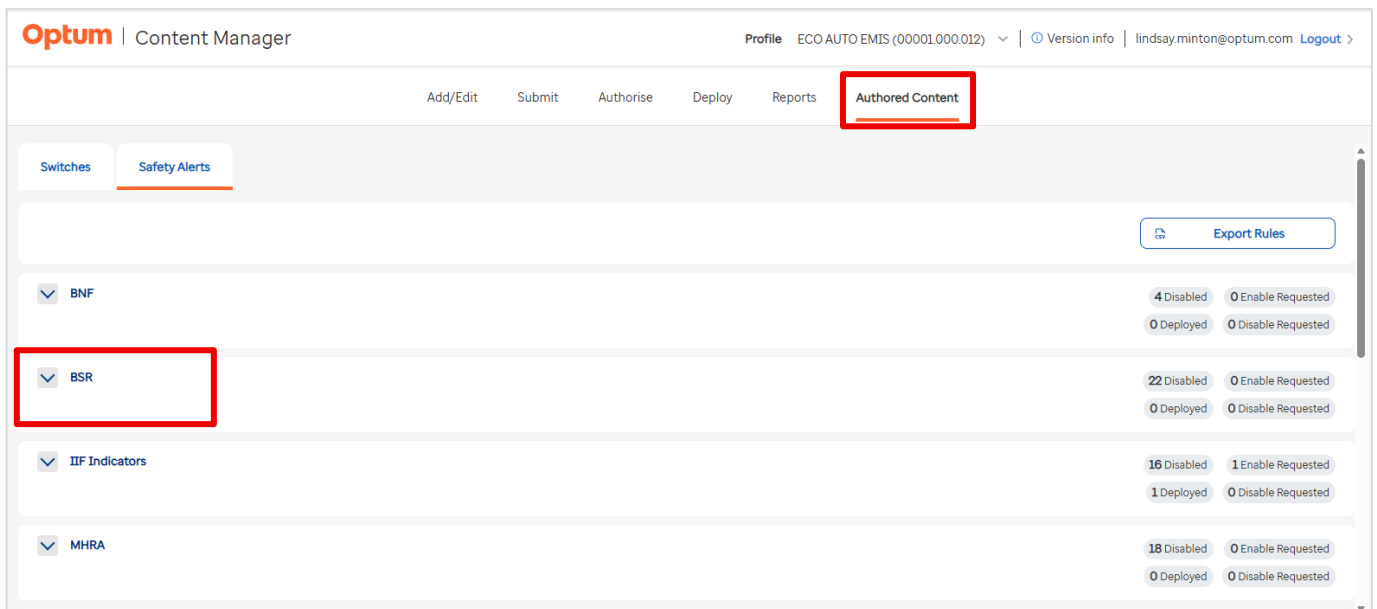 Optum | Content Manager
Profile ECO AUTO EMIS (00001.000.012) | Version info | lindsay.minton@optum.com Logout
Add/Edit Submit Authorise Deploy Reports Authored Content
Switches Safety Alerts
CSV Export Rules
BNF
4 Disabled 0 Enable Requested
0 Deployed 0 Disable Requested
BSR
22 Disabled 0 Enable Requested
0 Deployed 0 Disable Requested
IIF Indicators
16 Disabled 1 Enable Requested
1 Deployed 0 Disable Requested
MHRA
18 Disabled 0 Enable Requested
0 Deployed 0 Disable Requested